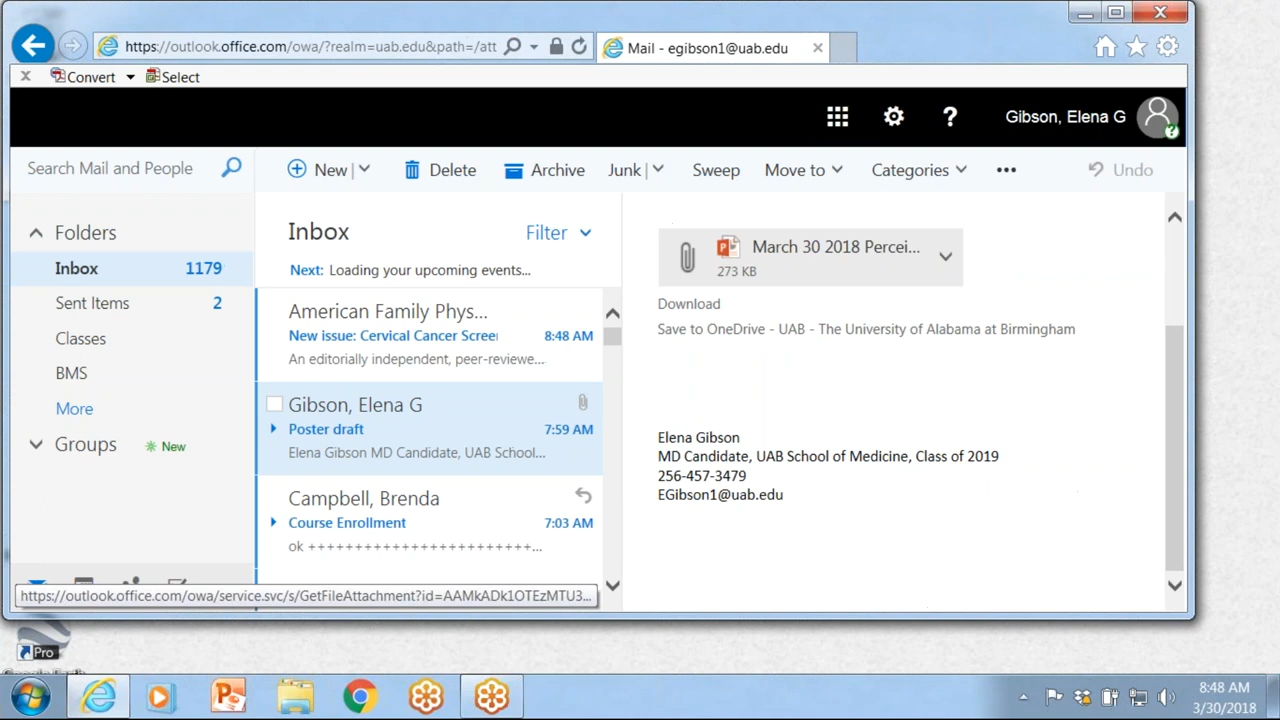 https://outlook.office.com/owa/?realm=uab.edu&path=/att
Mail - egibson1@uab.edu
Convert
Select
Gibson, Elena G
Search Mail and People
New
Delete
Archive
Junk
Sweep
Move to
Categories
Undo
Folders
Inbox 1179
Sent Items 2
Classes
BMS
More
Groups
New
Inbox
Filter
Next: Loading your upcoming events...
American Family Phys...
New issue: Cervical Cancer Screen 8:48 AM
An editorially independent, peer-reviewe...
Gibson, Elena G
Poster draft 7:59 AM
Elena Gibson MD Candidate, UAB School...
Campbell, Brenda
Course Enrollment 7:03 AM
ok ++++++++++++++++++++++++...
March 30 2018 Percei...
273 KB
Download
Save to OneDrive - UAB - The University of Alabama at Birmingham
Elena Gibson
MD Candidate, UAB School of Medicine, Class of 2019
256-457-3479
EGibson1@uab.edu
https://outlook.office.com/owa/service.svc/s/GetFileAttachment?id=AAMkADk1OTEzMTU3...
Pro
8:48 AM
3/30/2018